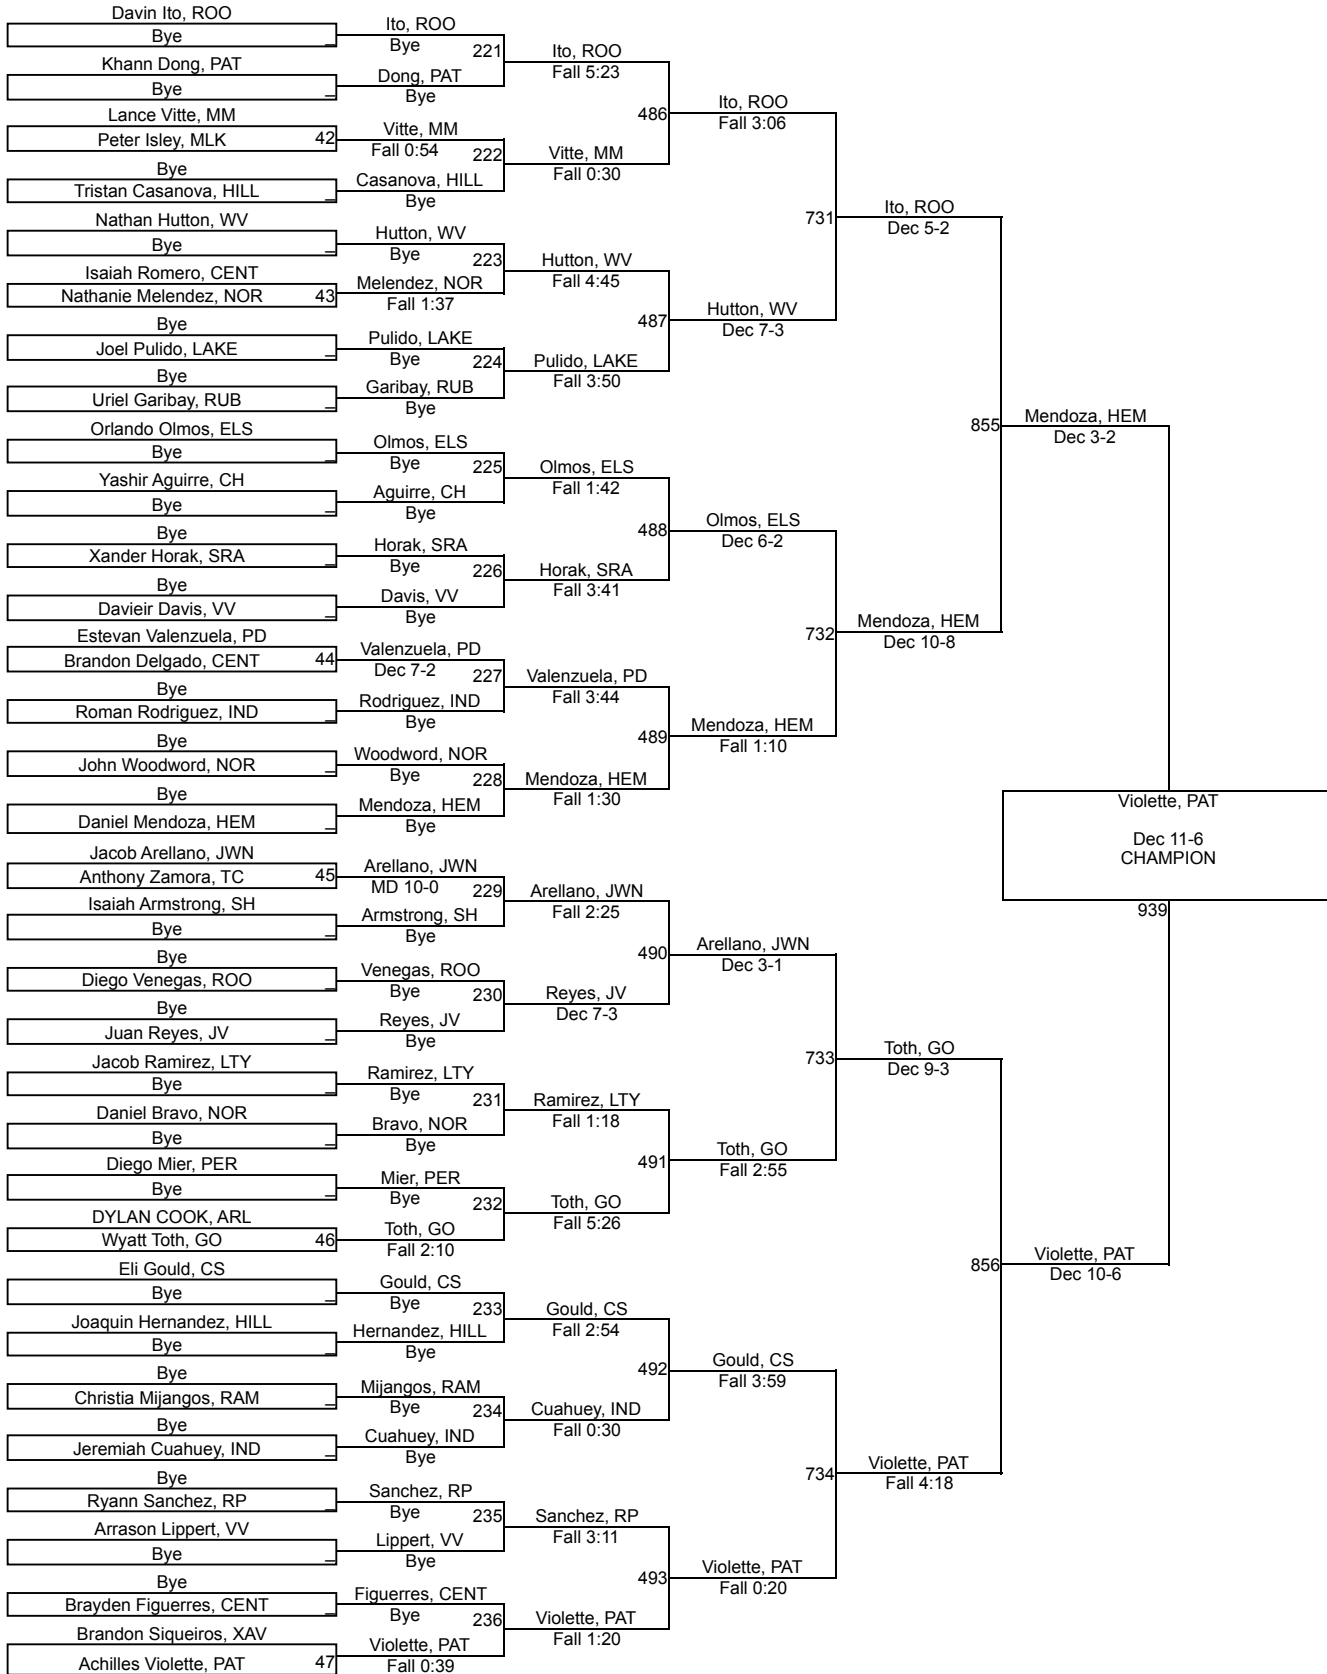 Davin Ito, ROO
Bye _
Khann Dong, PAT
Bye _
Lance Vitte, MM
Peter Isley, MLK 42
Bye
Tristan Casanova, HILL _
Nathan Hutton, WV
Bye _
Isaiah Romero, CENT
Nathanie Melendez, NOR 43
Bye
Joel Pulido, LAKE _
Bye
Uriel Garibay, RUB _
Orlando Olmos, ELS
Bye _
Yashir Aguirre, CH
Bye _
Bye
Xander Horak, SRA _
Bye
Davieir Davis, VV _
Estevan Valenzuela, PD
Brandon Delgado, CENT 44
Bye
Roman Rodriguez, IND _
Bye
John Woodword, NOR _
Bye
Daniel Mendoza, HEM _
Jacob Arellano, JWN
Anthony Zamora, TC 45
Isaiah Armstrong, SH
Bye _
Bye
Diego Venegas, ROO _
Bye
Juan Reyes, JV _
Jacob Ramirez, LTY
Bye _
Daniel Bravo, NOR
Bye _
Diego Mier, PER
Bye _
DYLAN COOK, ARL
Wyatt Toth, GO 46
Eli Gould, CS
Bye _
Joaquin Hernandez, HILL
Bye _
Bye
Christia Mijangos, RAM _
Bye
Jeremiah Cuahuey, IND _
Bye
Ryann Sanchez, RP _
Arrason Lippert, VV
Bye _
Bye
Brayden Figuerres, CENT _
Brandon Siqueiros, XAV
Achilles Violette, PAT 47
Ito, ROO
Bye 221
Dong, PAT
Bye
Vitte, MM
Fall 0:54 222
Casanova, HILL
Bye
Hutton, WV
Bye 223
Melendez, NOR
Fall 1:37
Pulido, LAKE
Bye 224
Garibay, RUB
Bye
Olmos, ELS
Bye 225
Aguirre, CH
Bye
Horak, SRA
Bye 226
Davis, VV
Bye
Valenzuela, PD
Dec 7-2 227
Rodriguez, IND
Bye
Woodword, NOR
Bye 228
Mendoza, HEM
Bye
Arellano, JWN
MD 10-0 229
Armstrong, SH
Bye
Venegas, ROO
Bye 230
Reyes, JV
Bye
Ramirez, LTY
Bye 231
Bravo, NOR
Bye
Mier, PER
Bye 232
Toth, GO
Fall 2:10
Gould, CS
Bye 233
Hernandez, HILL
Bye
Mijangos, RAM
Bye 234
Cuahuey, IND
Bye
Sanchez, RP
Bye 235
Lippert, VV
Bye
Figuerres, CENT
Bye 236
Violette, PAT
Fall 0:39
Ito, ROO
Fall 5:23
486
Vitte, MM
Fall 0:30
Hutton, WV
Fall 4:45
487
Pulido, LAKE
Fall 3:50
Olmos, ELS
Fall 1:42
488
Horak, SRA
Fall 3:41
Valenzuela, PD
Fall 3:44
489
Mendoza, HEM
Fall 1:30
Arellano, JWN
Fall 2:25
490
Reyes, JV
Dec 7-3
Ramirez, LTY
Fall 1:18
491
Toth, GO
Fall 5:26
Gould, CS
Fall 2:54
492
Cuahuey, IND
Fall 0:30
Sanchez, RP
Fall 3:11
493
Violette, PAT
Fall 1:20
Ito, ROO
Fall 3:06
731
Hutton, WV
Dec 7-3
Olmos, ELS
Dec 6-2
732
Mendoza, HEM
Fall 1:10
Arellano, JWN
Dec 3-1
733
Toth, GO
Fall 2:55
Gould, CS
Fall 3:59
734
Violette, PAT
Fall 0:20
Ito, ROO
Dec 5-2
855
Mendoza, HEM
Dec 10-8
Toth, GO
Dec 9-3
856
Violette, PAT
Fall 4:18
Mendoza, HEM
Dec 3-2
Violette, PAT
Dec 11-6
CHAMPION
939
Violette, PAT
Dec 10-6